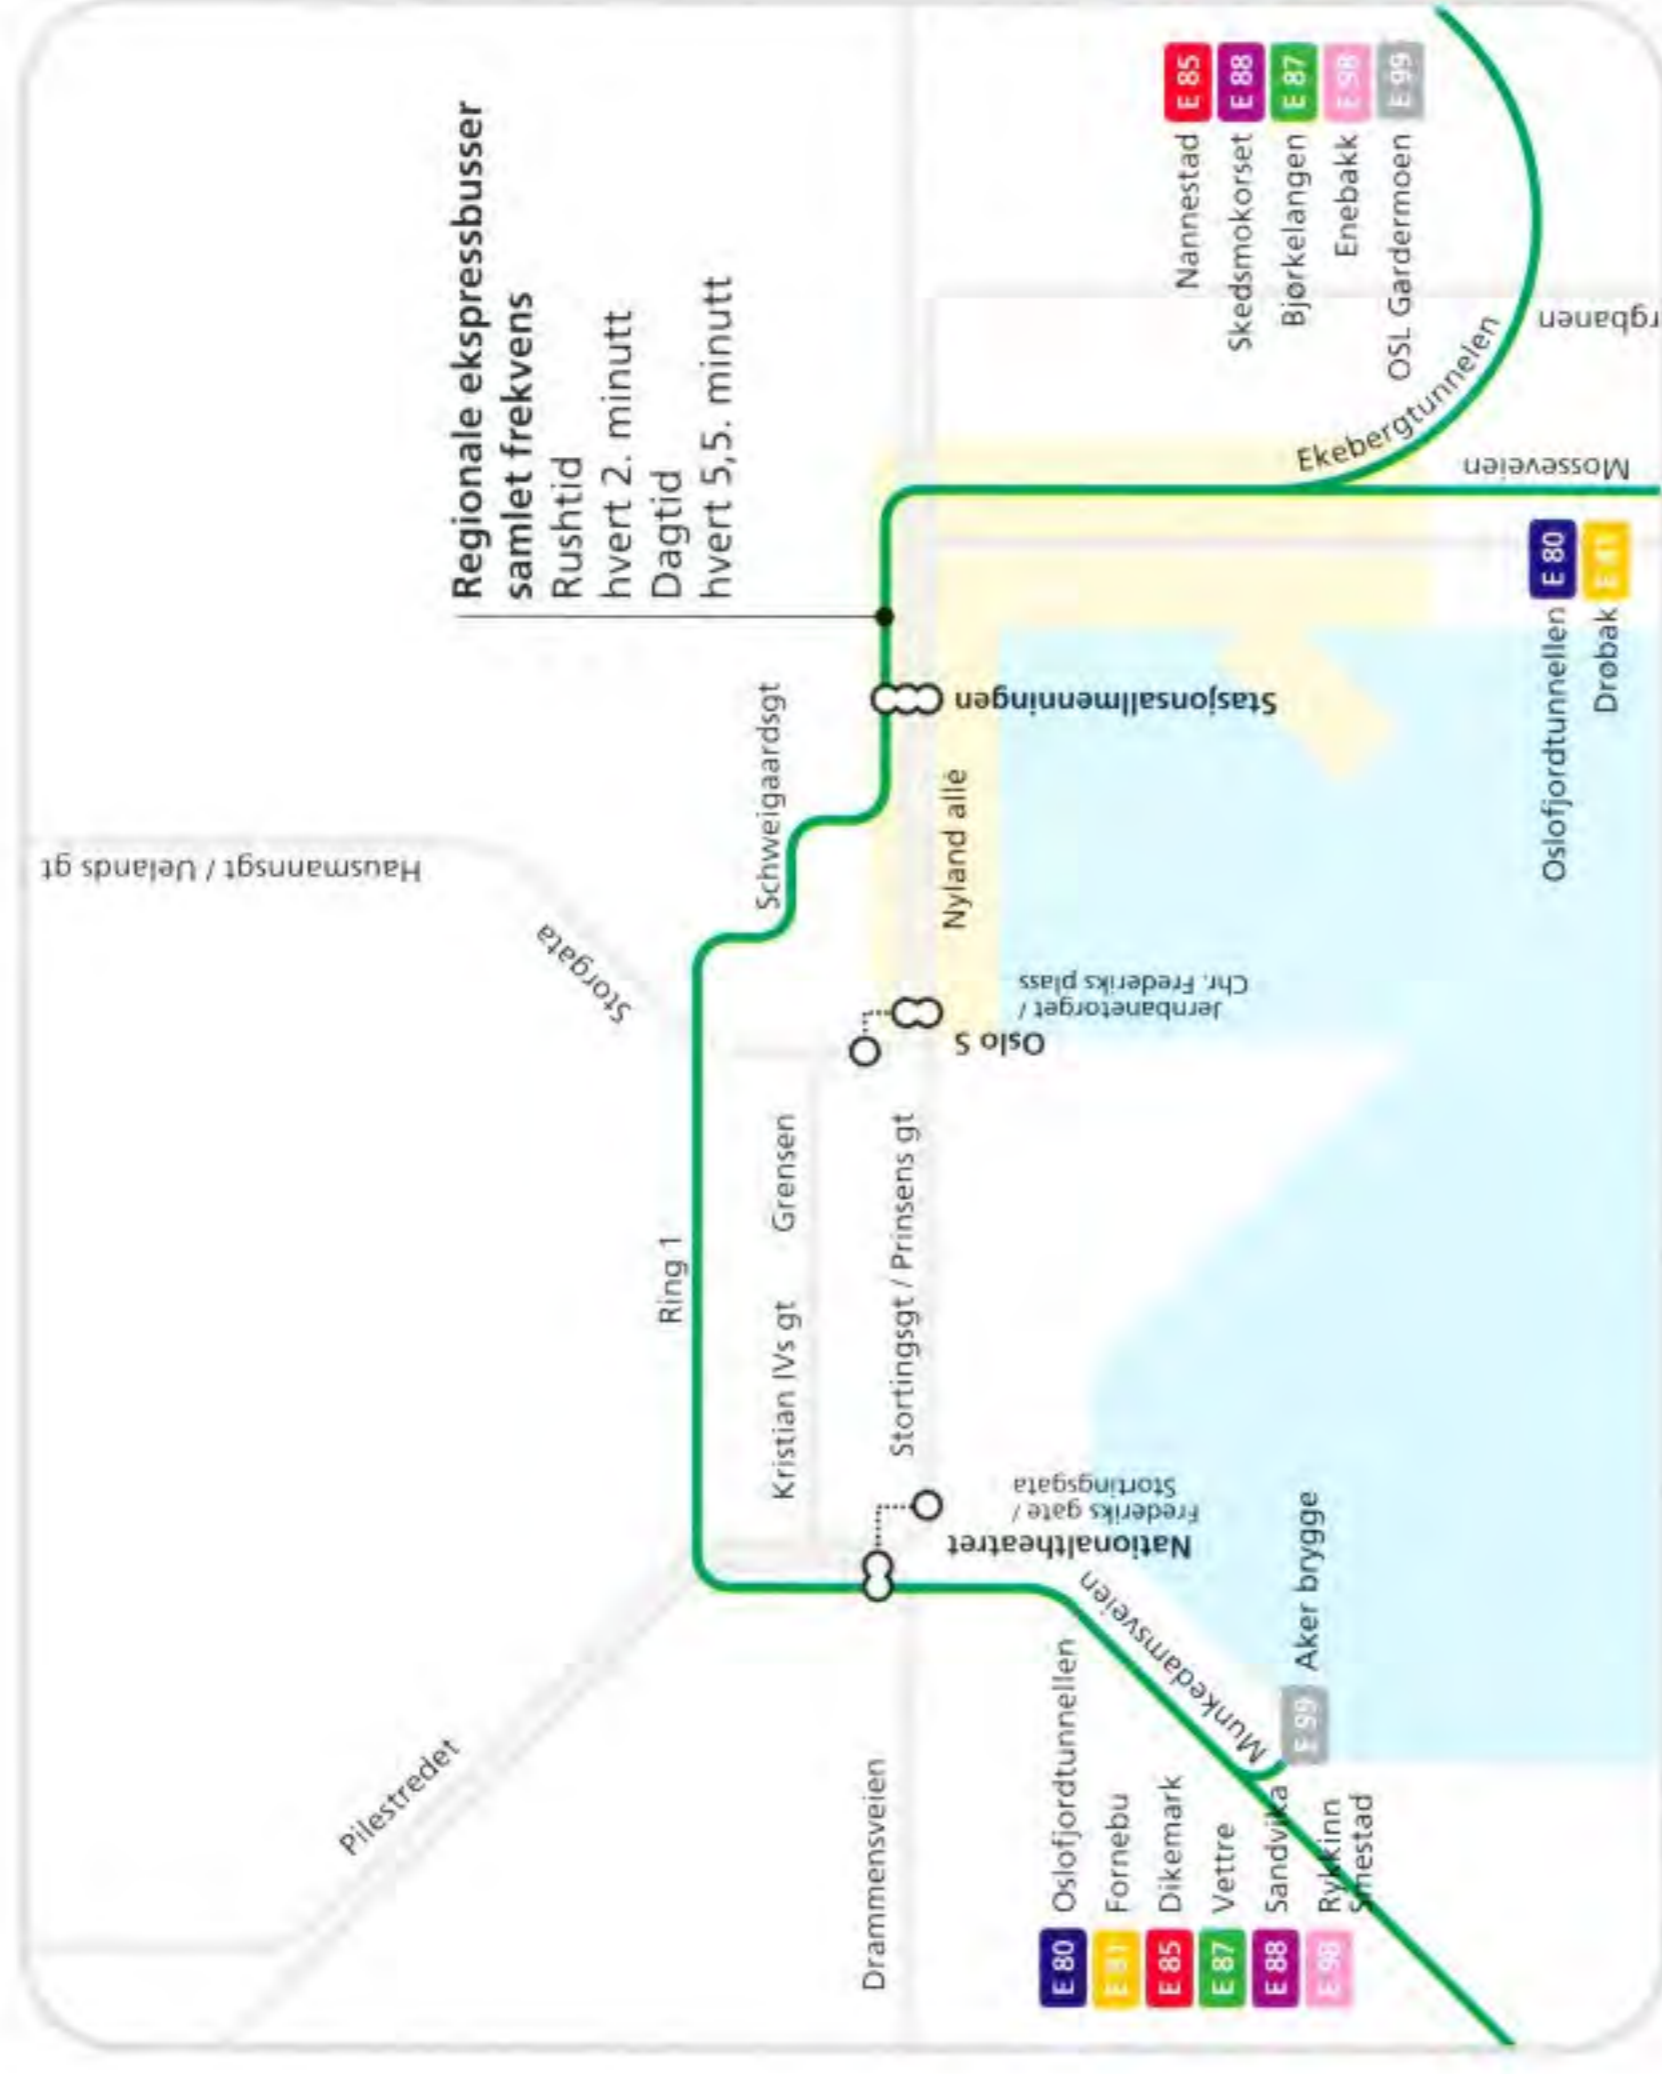 Regionale ekspressbusser
samlet frekvens
Rushtid
hvert 2. minutt
Dagtid
hvert 5,5. minutt
Pilestredet
Hausmannsgt / Uelands gt
Storgata
Ring 1
Schweigaardsgt
Kristian IVs gt
Grensen
Drammensveien
Stortingsgt / Prinsens gt
Nyland allé
Stasjonsallmenningen
Oslo S
Jernbanetorget /
Chr. Frederiks plass
Nationaltheatret
Frederiks gate /
Stortingsgata
Munkedamsveien
E 80 Oslofjordtunnellen
E 81 Fornebu
E 85 Dikemark
E 87 Vettre
E 88 Sandvika
E 98 Rykkinn
Smestad
E 99 Aker brygge
Nannestad E 85
Skedsmokorset E 88
Bjørkelangen E 87
Enebakk E 98
OSL Gardermoen E 99
Ekebergtunnelen
Mosseveien
rgbanen
Oslofjordtunnellen E 80
Drøbak E 81